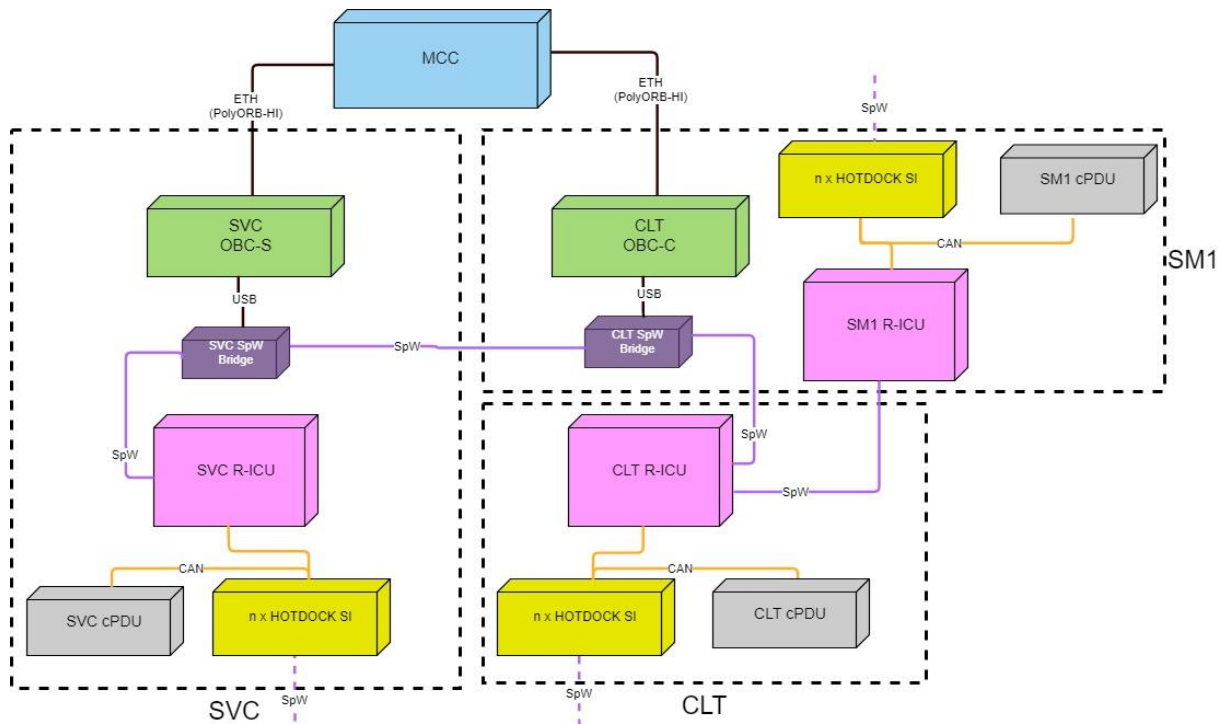 MCC
ETH
(PolyORB-HI)
ETH
(PolyORB-HI)
SpW
n x HOTDOCK SI
SM1 cPDU
SVC
OBC-S
CLT
OBC-C
CAN
SM1
USB
USB
SM1 R-ICU
SVC SpW
Bridge
SpW
CLT SpW
Bridge
SpW
SpW
SVC R-ICU
CLT R-ICU
SpW
CAN
CAN
SVC cPDU
n x HOTDOCK SI
n x HOTDOCK SI
CLT cPDU
SpW
SpW
SVC
CLT